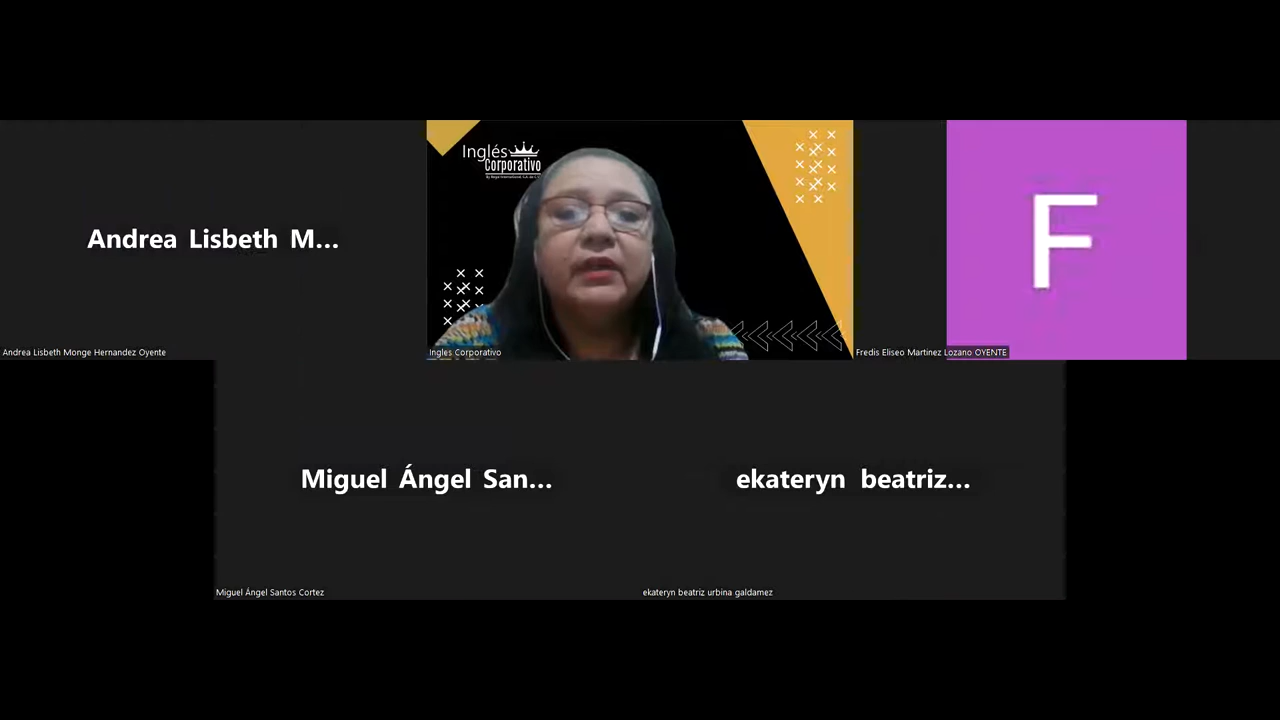 Andrea Lisbeth M...
Andrea Lisbeth Monge Hernandez Oyente
Inglés
Corporativo
Ingles Corporativo
F
Fredis Eliseo Martinez Lozano OYENTE
Miguel Ángel San...
Miguel Ángel Santos Cortez
ekateryn beatriz...
ekateryn beatriz urbina galdamez